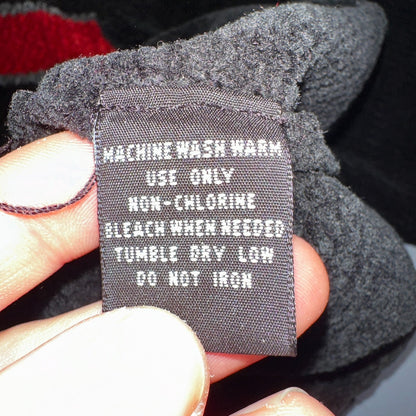 MACHINE WASH WARM
USE ONLY
NON-CHLORINE
BLEACH WHEN NEEDED
TUMBLE DRY LOW
DO NOT IRON